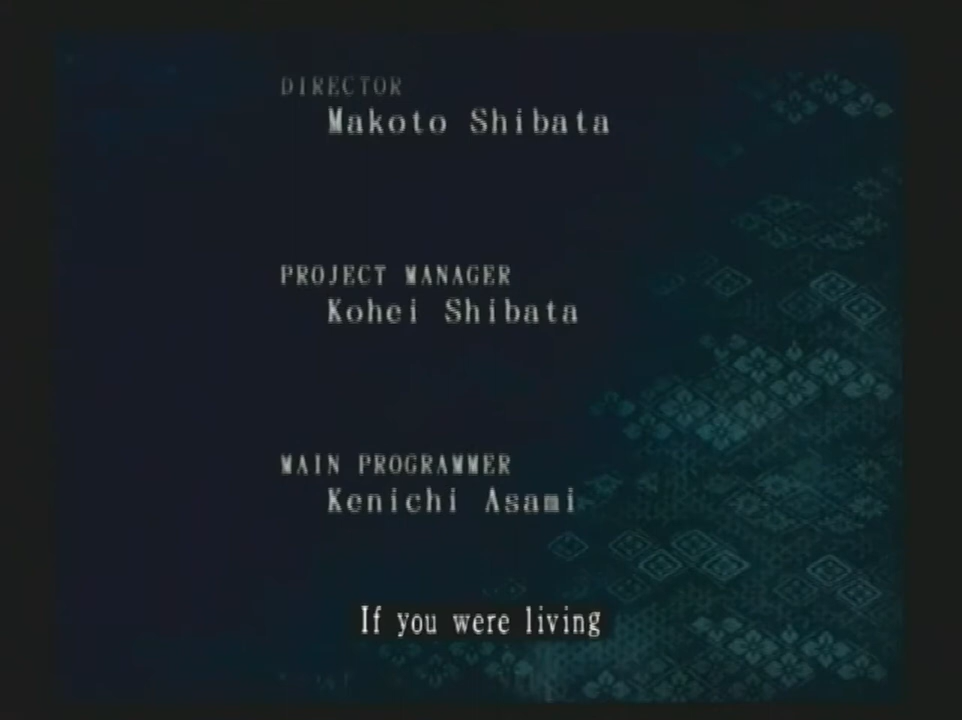 DIRECTOR
Makoto Shibata
PROJECT MANAGER
Kohei Shibata
MAIN PROGRAMMER
Kenichi Asami
If you were living